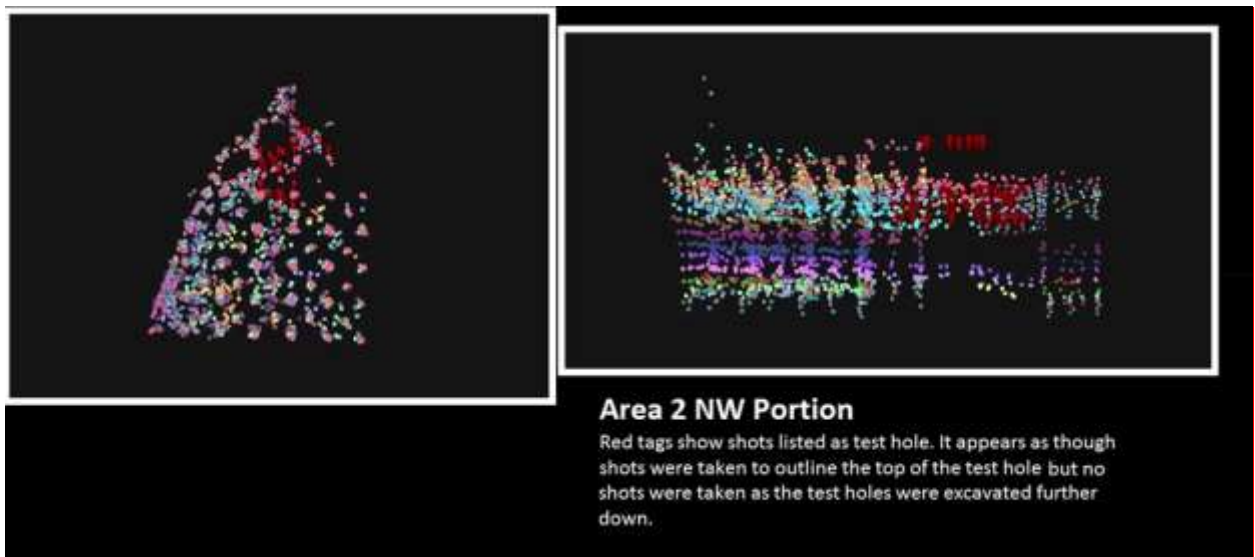 Area 2 NW Portion
Red tags show shots listed as test hole. It appears as though
shots were taken to outline the top of the test hole but no
shots were taken as the test holes were excavated further
down.